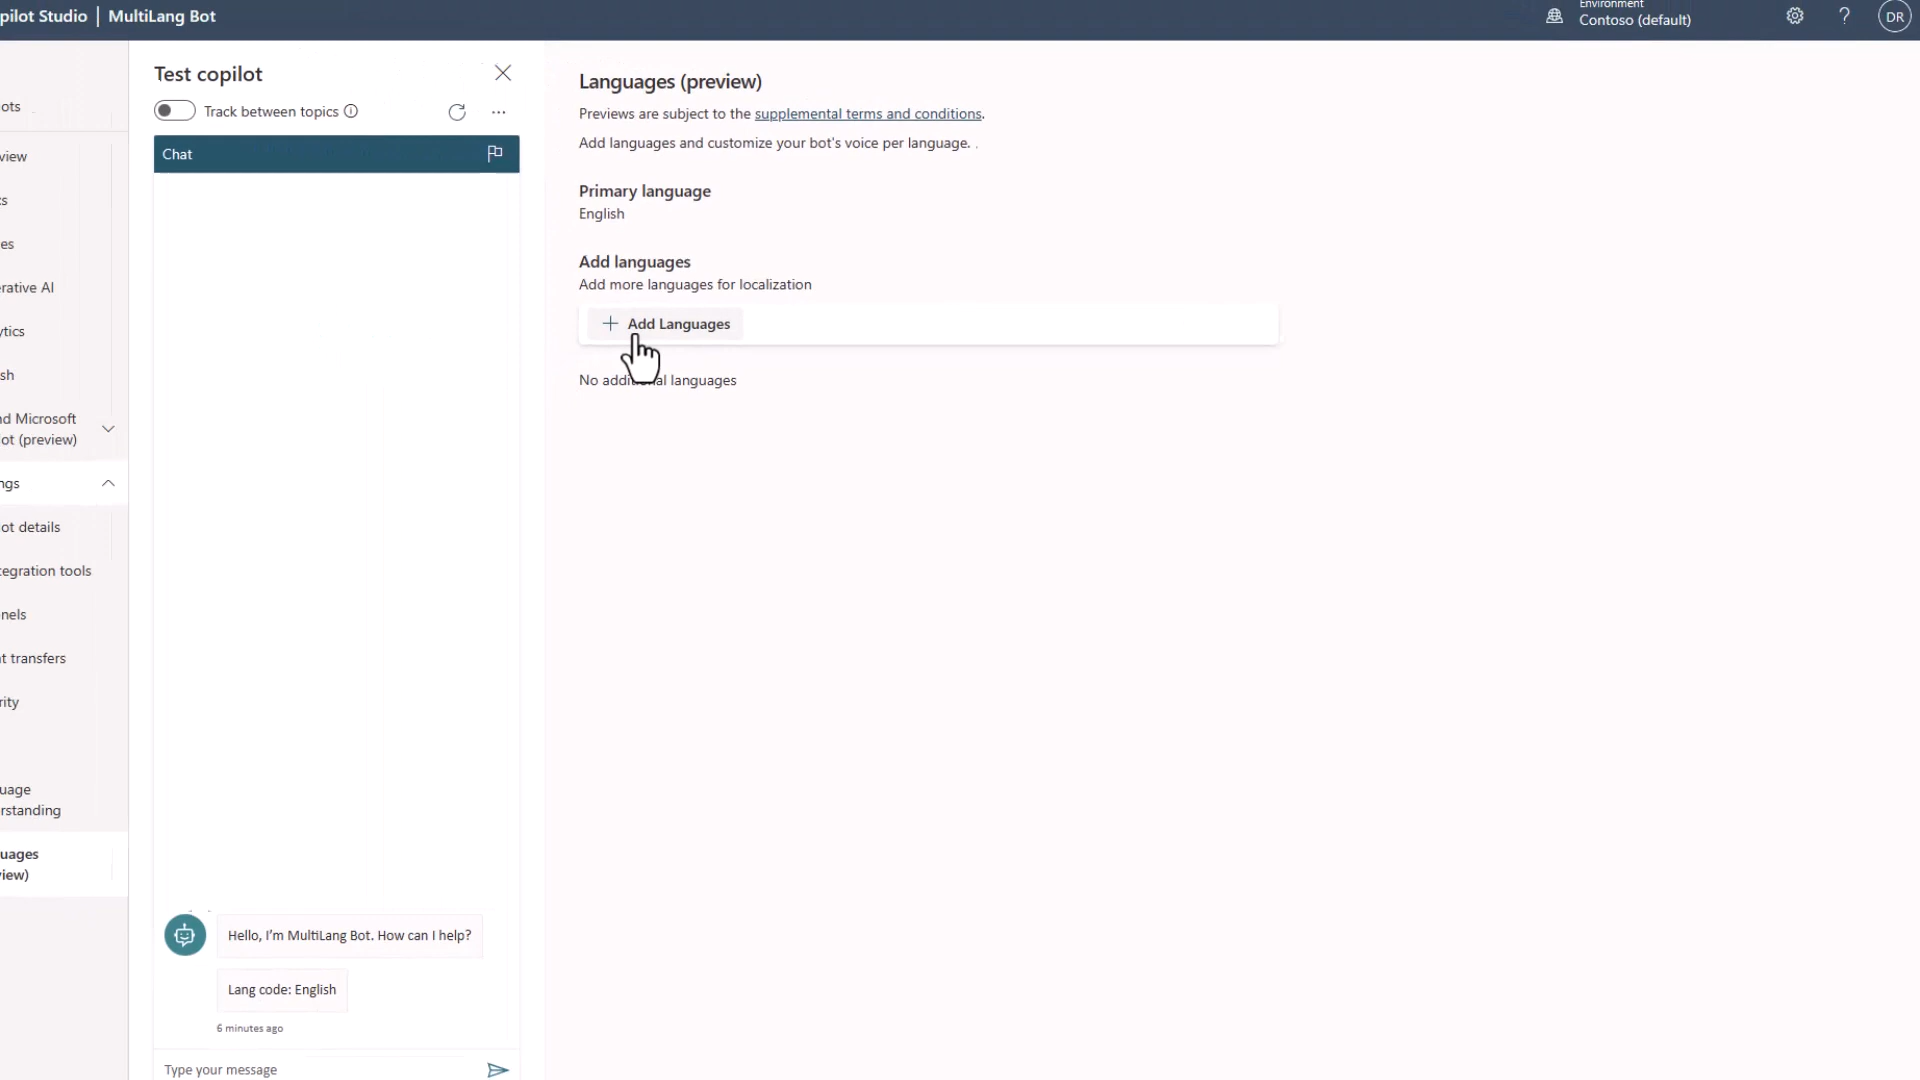 pilot Studio | MultiLang Bot
Environment
Contoso (default)
DR
ots
view
cs
es
erative AI
ytics
sh
nd Microsoft
ot (preview)
ngs
ot details
tegration tools
nels
t transfers
rity
uage
rstanding
uages
view)
Test copilot
Track between topics
Chat
Hello, I'm MultiLang Bot. How can I help?
Lang code: English
6 minutes ago
Type your message
Languages (preview)
Previews are subject to the supplemental terms and conditions.
Add languages and customize your bot's voice per language. .
Primary language
English
Add languages
Add more languages for localization
Add Languages
No additional languages